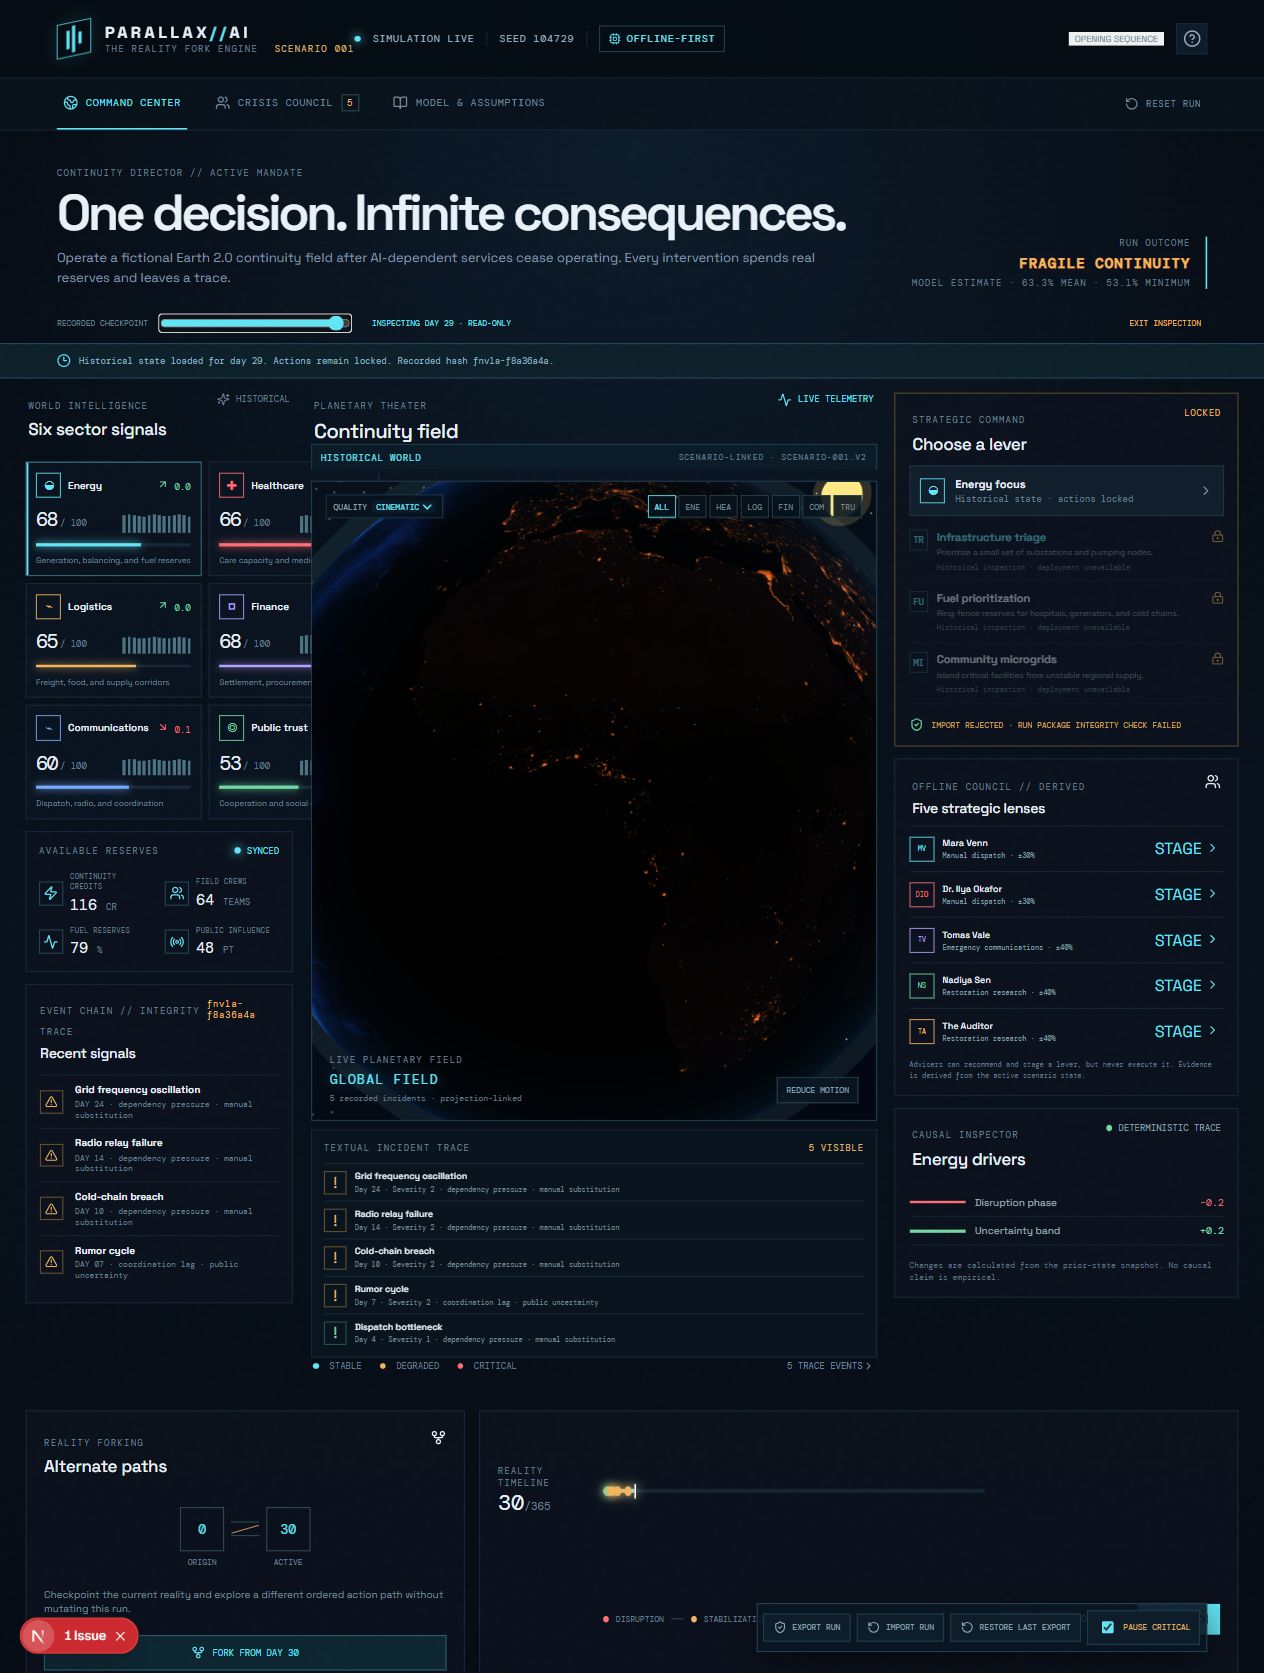 PARALLAX//AI
THE REALITY FORK ENGINE
SCENARIO 001
SIMULATION LIVE
SEED 104729
OFFLINE-FIRST
OPENING SEQUENCE
COMMAND CENTER
CRISIS COUNCIL 5
MODEL & ASSUMPTIONS
RESET RUN
CONTINUITY DIRECTOR // ACTIVE MANDATE
One decision. Infinite consequences.
Operate a fictional Earth 2.0 continuity field after AI-dependent services cease operating. Every intervention spends real
reserves and leaves a trace.
RUN OUTCOME
FRAGILE CONTINUITY
MODEL ESTIMATE · 63.3% MEAN · 53.1% MINIMUM
RECORDED CHECKPOINT
INSPECTING DAY 29 · READ-ONLY
EXIT INSPECTION
Historical state loaded for day 29. Actions remain locked. Recorded hash fnv1a-f8a36a4a.
WORLD INTELLIGENCE
HISTORICAL
Six sector signals
Energy
0.0
68 / 100
Generation, balancing, and fuel reserves
Healthcare
66 / 100
Care capacity and medi
Logistics
0.0
65 / 100
Freight, food, and supply corridors
Finance
68 / 100
Settlement, procuremen
Communications
0.1
60 / 100
Dispatch, radio, and coordination
Public trust
53 / 100
Cooperation and social
AVAILABLE RESERVES
SYNCED
CONTINUITY
CREDITS
116 CR
FIELD CREWS
64 TEAMS
FUEL RESERVES
79 %
PUBLIC INFLUENCE
48 PT
EVENT CHAIN // INTEGRITY
TRACE
fnv1a-
f8a36a4a
Recent signals
Grid frequency oscillation
DAY 24 · dependency pressure · manual
substitution
Radio relay failure
DAY 14 · dependency pressure · manual
substitution
Cold-chain breach
DAY 10 · dependency pressure · manual
substitution
Rumor cycle
DAY 07 · coordination lag · public
uncertainty
PLANETARY THEATER
LIVE TELEMETRY
Continuity field
HISTORICAL WORLD
SCENARIO-LINKED · SCENARIO-001.V2
QUALITY CINEMATIC
ALL ENE HEA LOG FIN COM TRU
LIVE PLANETARY FIELD
GLOBAL FIELD
5 recorded incidents · projection-linked
REDUCE MOTION
TEXTUAL INCIDENT TRACE
5 VISIBLE
Grid frequency oscillation
Day 24 · Severity 2 · dependency pressure · manual substitution
Radio relay failure
Day 14 · Severity 2 · dependency pressure · manual substitution
Cold-chain breach
Day 10 · Severity 2 · dependency pressure · manual substitution
Rumor cycle
Day 7 · Severity 2 · coordination lag · public uncertainty
Dispatch bottleneck
Day 4 · Severity 1 · dependency pressure · manual substitution
STABLE DEGRADED CRITICAL
5 TRACE EVENTS
STRATEGIC COMMAND
LOCKED
Choose a lever
Energy focus
Historical state · actions locked
TR
Infrastructure triage
Prioritize a small set of substations and pumping nodes.
Historical inspection · deployment unavailable
FU
Fuel prioritization
Ring-fence reserves for hospitals, generators, and cold chains.
Historical inspection · deployment unavailable
MI
Community microgrids
Island critical facilities from unstable regional supply.
Historical inspection · deployment unavailable
IMPORT REJECTED · RUN PACKAGE INTEGRITY CHECK FAILED
OFFLINE COUNCIL // DERIVED
Five strategic lenses
MV
Mara Venn
Manual dispatch · ±30%
STAGE
DIO
Dr. Ilya Okafor
Manual dispatch · ±30%
STAGE
TV
Tomas Vale
Emergency communications · ±40%
STAGE
NS
Nadiya Sen
Restoration research · ±40%
STAGE
TA
The Auditor
Restoration research · ±40%
STAGE
Advisers can recommend and stage a lever, but never execute it. Evidence
is derived from the active scenario state.
CAUSAL INSPECTOR
DETERMINISTIC TRACE
Energy drivers
Disruption phase
-0.2
Uncertainty band
+0.2
Changes are calculated from the prior-state snapshot. No causal
claim is empirical.
REALITY FORKING
Alternate paths
0
30
ORIGIN
ACTIVE
Checkpoint the current reality and explore a different ordered action path without
mutating this run.
FORK FROM DAY 30
REALITY
TIMELINE
30/365
DISRUPTION
STABILIZATI
EXPORT RUN
IMPORT RUN
RESTORE LAST EXPORT
PAUSE CRITICAL
N
1 Issue